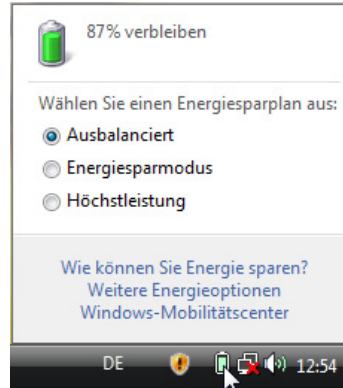 87% verbleiben
Wählen Sie einen Energiesparplan aus:
Ausbalanciert
Energiesparmodus
Höchstleistung
Wie können Sie Energie sparen?
Weitere Energieoptionen
Windows-Mobilitätscenter
DE 12:54